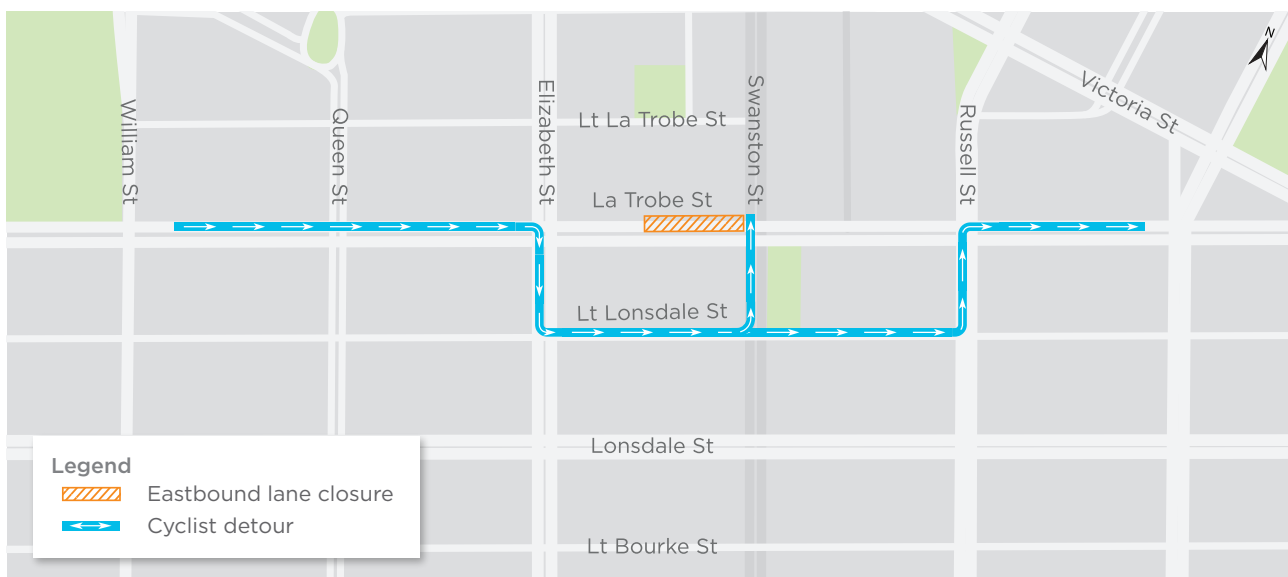 N
Victoria St
William St
Queen St
Elizabeth St
Swanston St
Russell St
Lt La Trobe St
La Trobe St
Lt Lonsdale St
Lonsdale St
Lt Bourke St
Legend
Eastbound lane closure
Cyclist detour